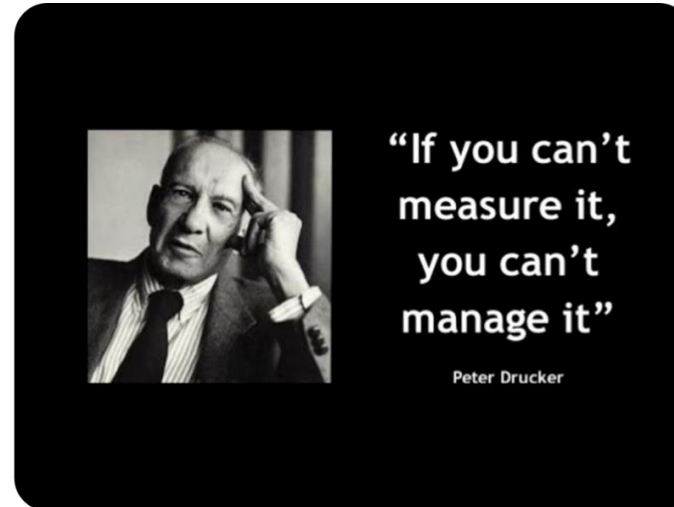 “If you can’t
measure it,
you can’t
manage it”
Peter Drucker